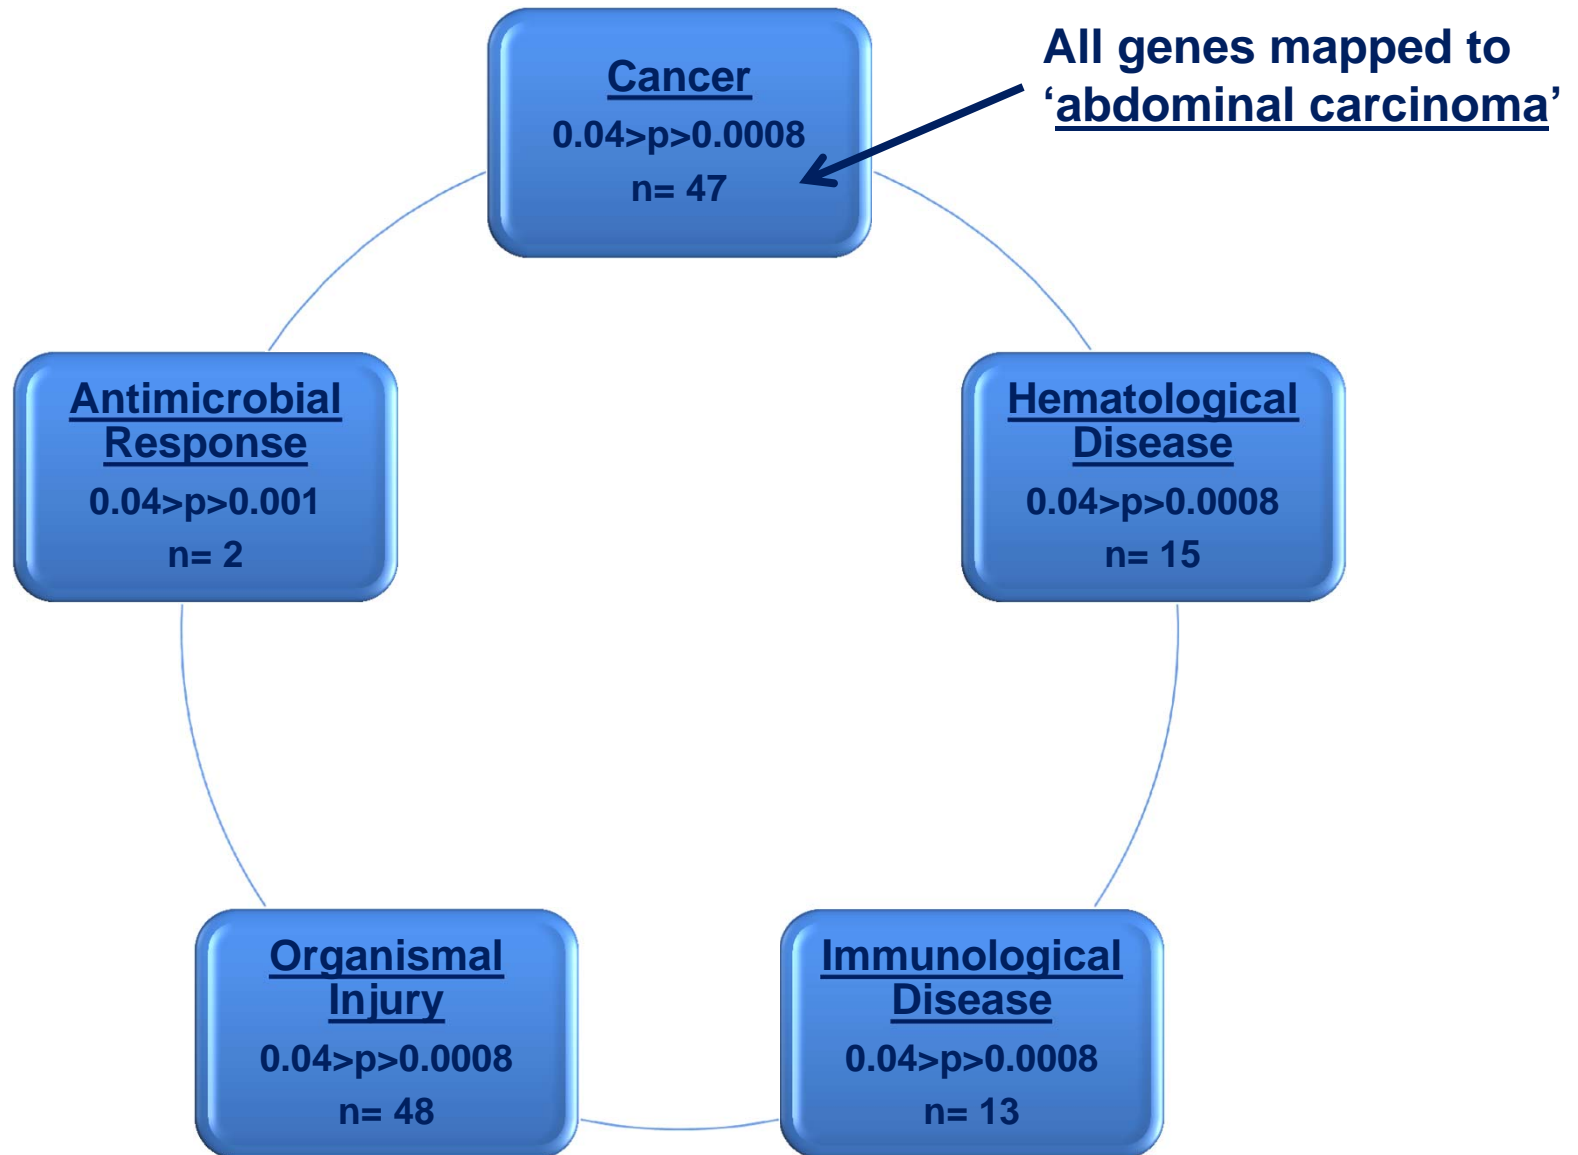 Cancer
0.04>p>0.0008
n= 47
All genes mapped to
‘abdominal carcinoma’
Antimicrobial
Response
0.04>p>0.001
n= 2
Hematological
Disease
0.04>p>0.0008
n= 15
Organismal
Injury
0.04>p>0.0008
n= 48
Immunological
Disease
0.04>p>0.0008
n= 13